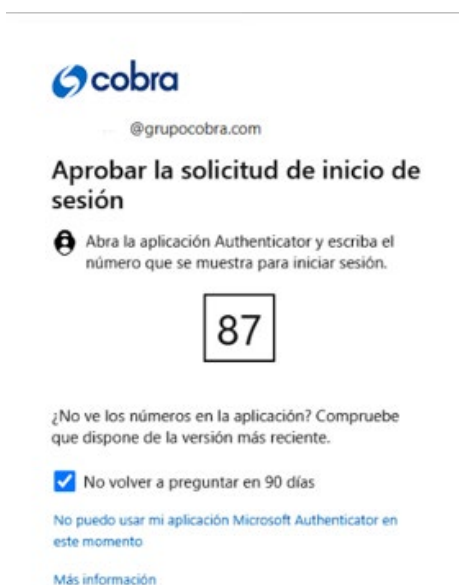 cobra
@grupocobra.com
Aprobar la solicitud de inicio de
sesión
Abra la aplicación Authenticator y escriba el
número que se muestra para iniciar sesión.
87
¿No ve los números en la aplicación? Compruebe
que dispone de la versión más reciente.
No volver a preguntar en 90 días
No puedo usar mi aplicación Microsoft Authenticator en
este momento
Más información